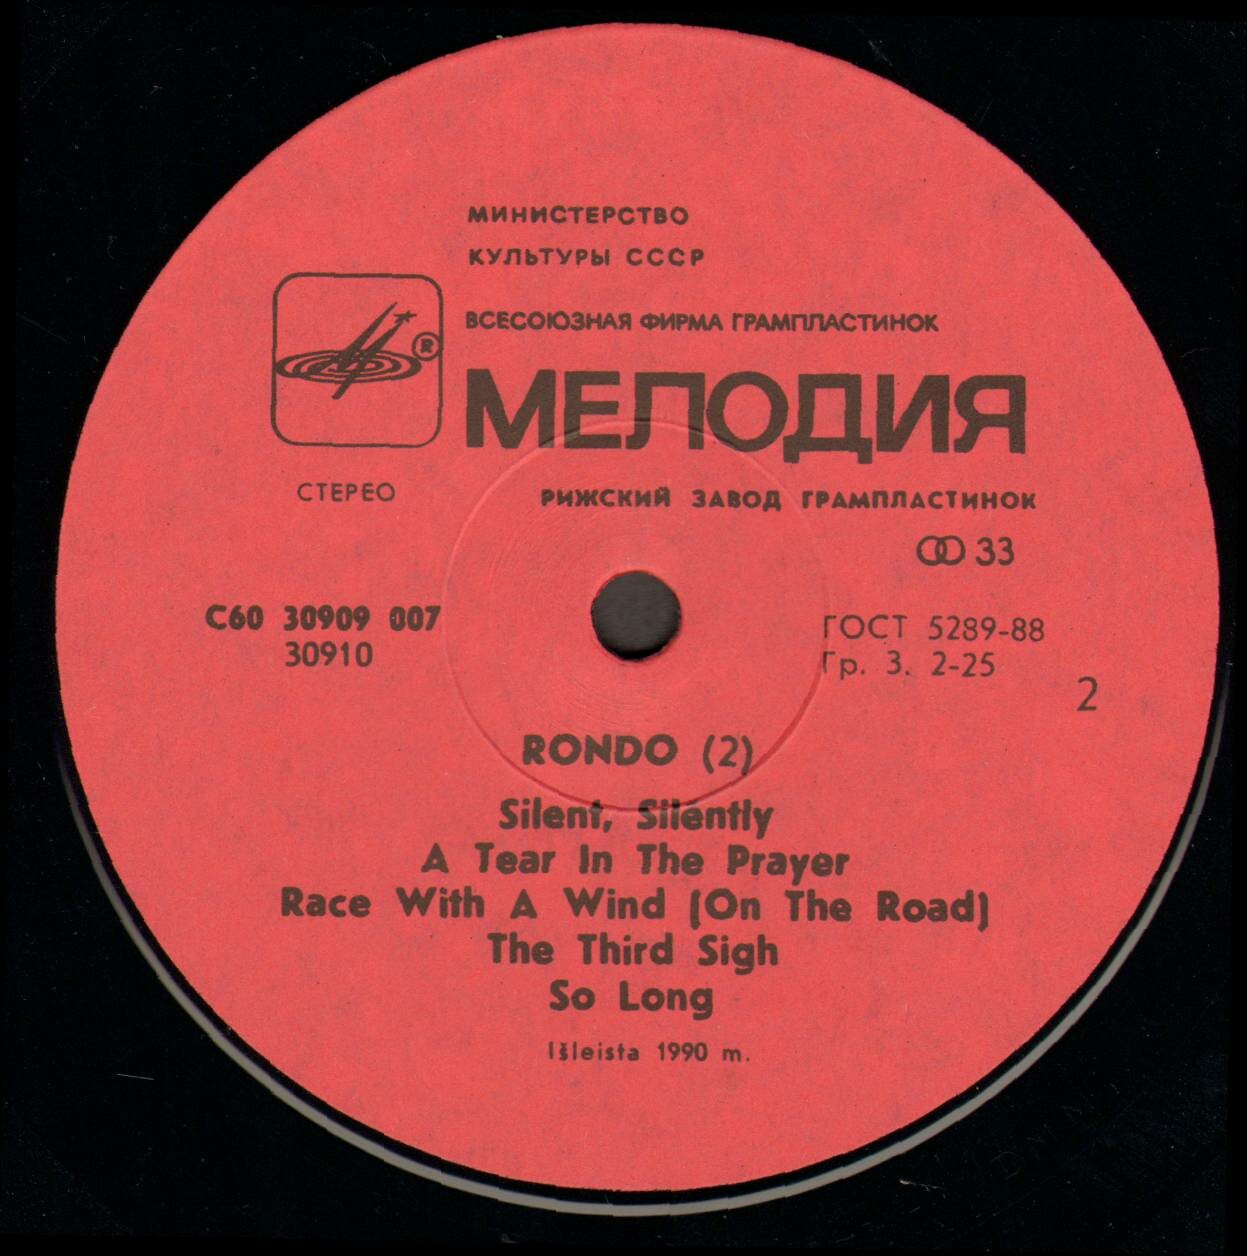 МИНИСТЕРСТВО
КУЛЬТУРЫ СССР
ВСЕСОЮЗНАЯ ФИРМА ГРАМПЛАСТИНОК
®
МЕЛОДИЯ
СТЕРЕО
РИЖСКИЙ ЗАВОД ГРАМПЛАСТИНОК
33
С60 30909 007
30910
ГОСТ 5289-88
Гр. 3. 2-25
2
RONDO (2)
Silent, Silently
A Tear In The Prayer
Race With A Wind (On The Road)
The Third Sigh
So Long
Išleista 1990 m.